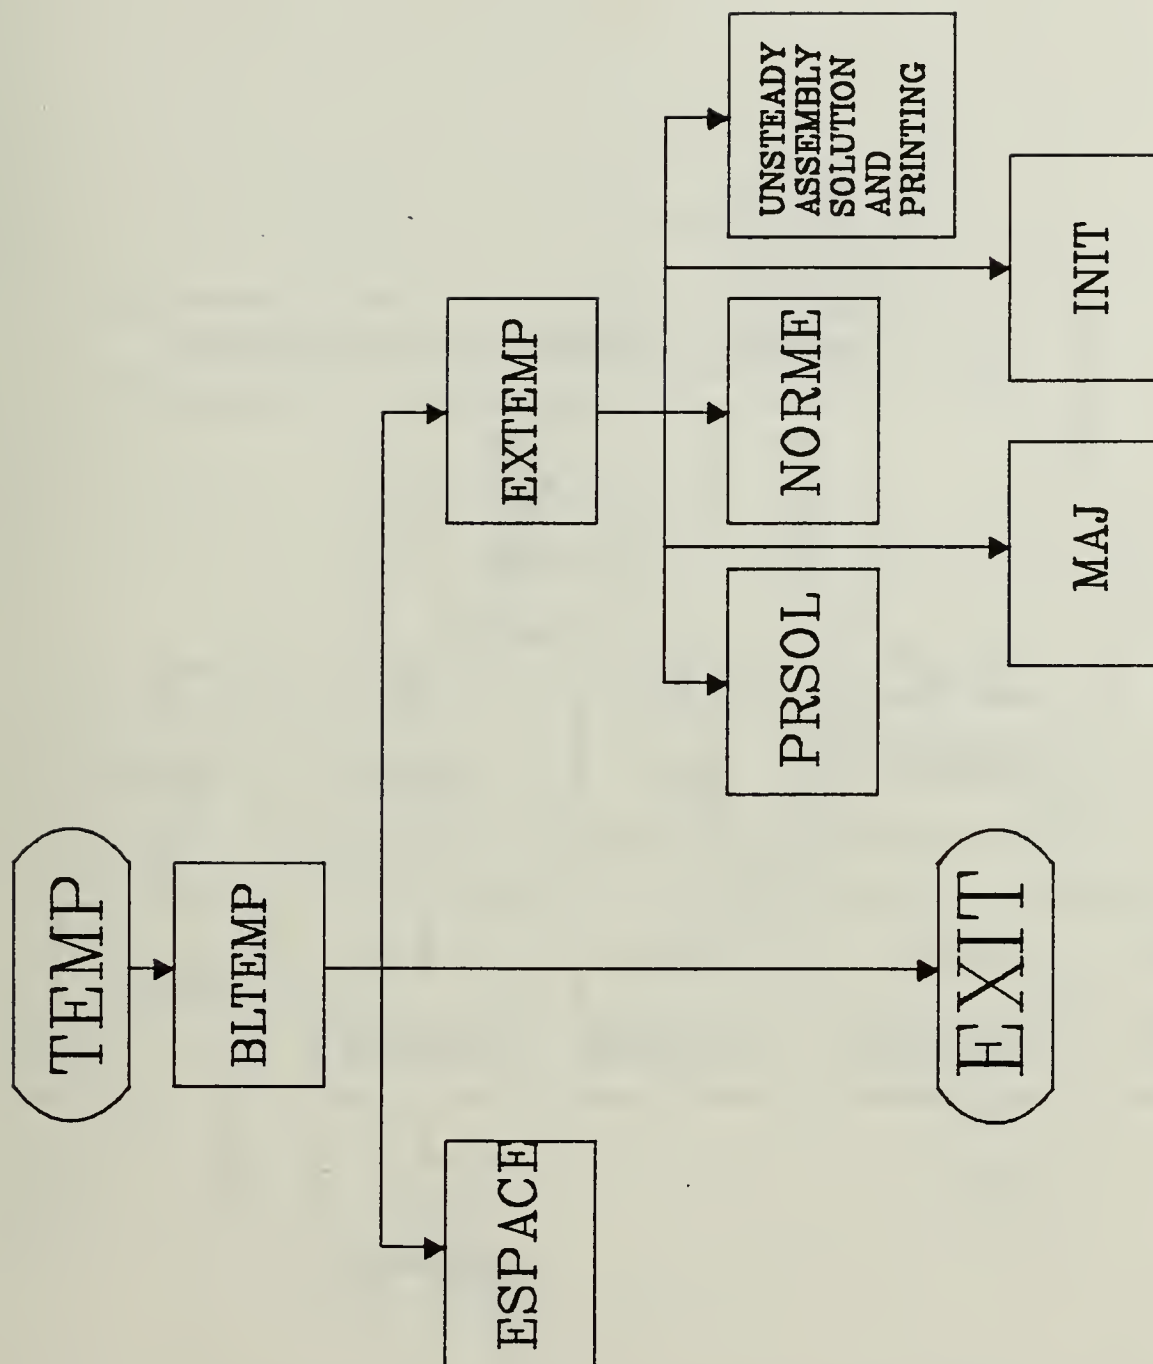 TEMP
BLTEMP
ESPACE
EXTEMP
PRSOL
NORME
UNSTEADY
ASSEMBLY
SOLUTION
AND
PRINTING
MAJ
INIT
EXIT